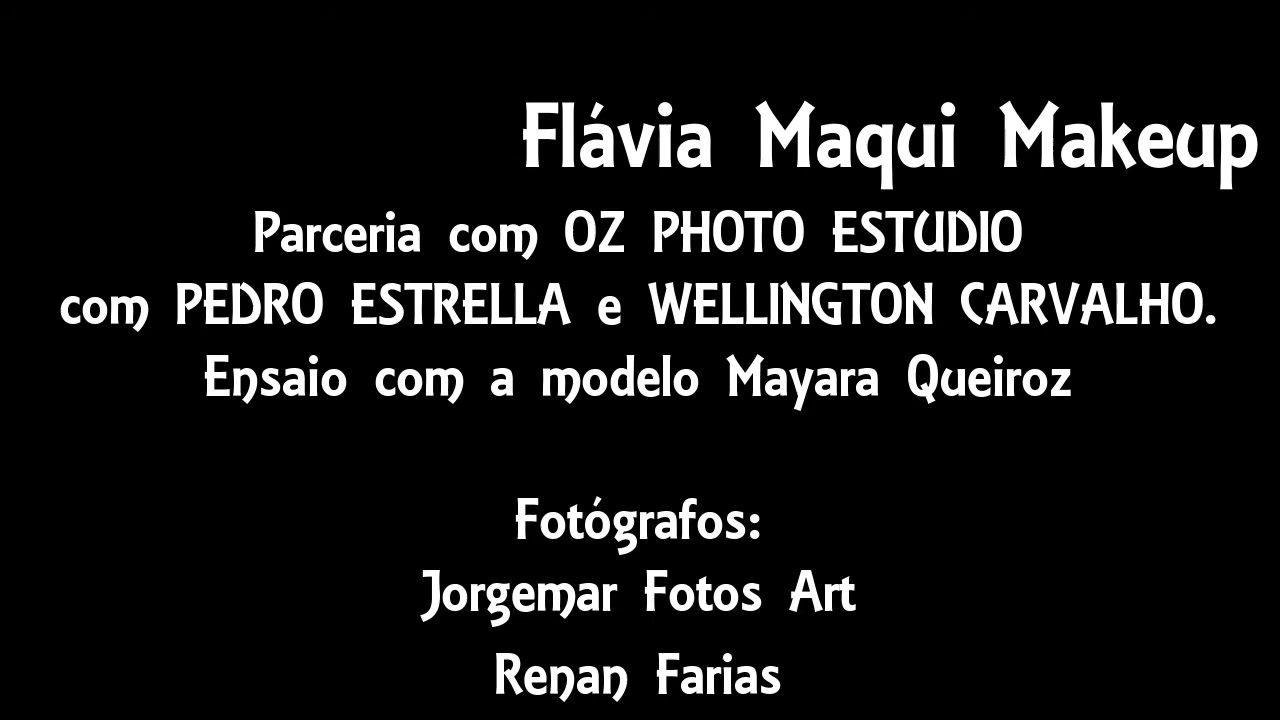 Flávia Maqui Makeup
Parceria com OZ PHOTO ESTUDIO
com PEDRO ESTRELLA e WELLINGTON CARVALHO.
Ensaio com a modelo Mayara Queiroz
Fotógrafos:
Jorgemar Fotos Art
Renan Farias